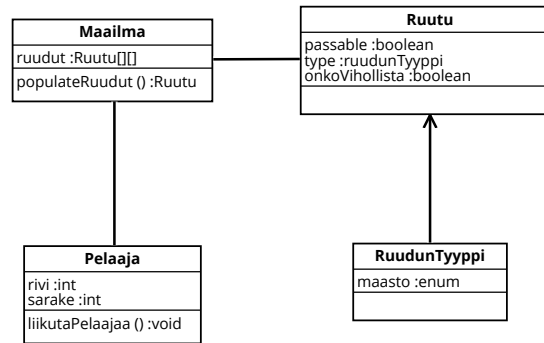 Maailma
ruudut :Ruutu[][]
populateRuudut () :Ruutu
Ruutu
passable :boolean
type :ruudunTyyppi
onkoVihollista :boolean
Pelaaja
rivi :int
sarake :int
liikutaPelaajaa () :void
RuudunTyyppi
maasto :enum